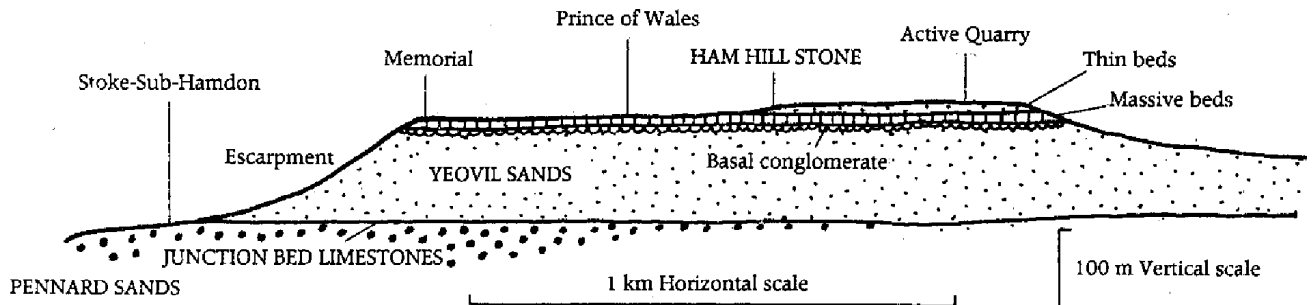 Prince of Wales
Active Quarry
Memorial
HAM HILL STONE
Thin beds
Stoke-Sub-Hamdon
Massive beds
Escarpment
Basal conglomerate
YEOVIL SANDS
JUNCTION BED LIMESTONES
PENNARD SANDS
1 km Horizontal scale
100 m Vertical scale